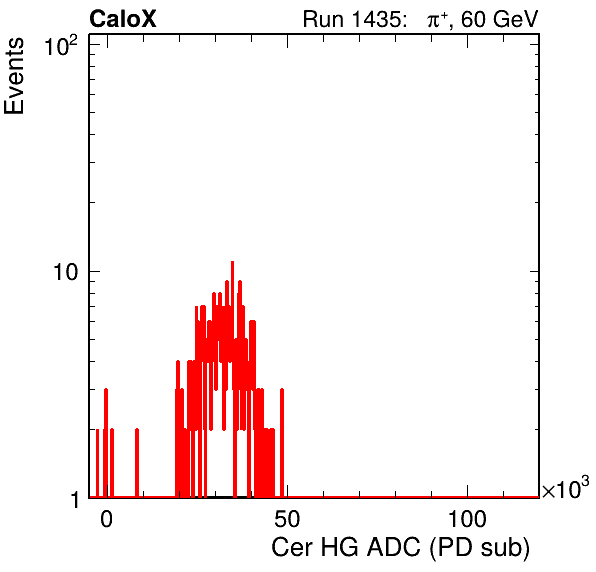 CaloX Run 1435: π⁺, 60 GeV
Events
10²
10
1
0 50 100 ×10³
Cer HG ADC (PD sub)